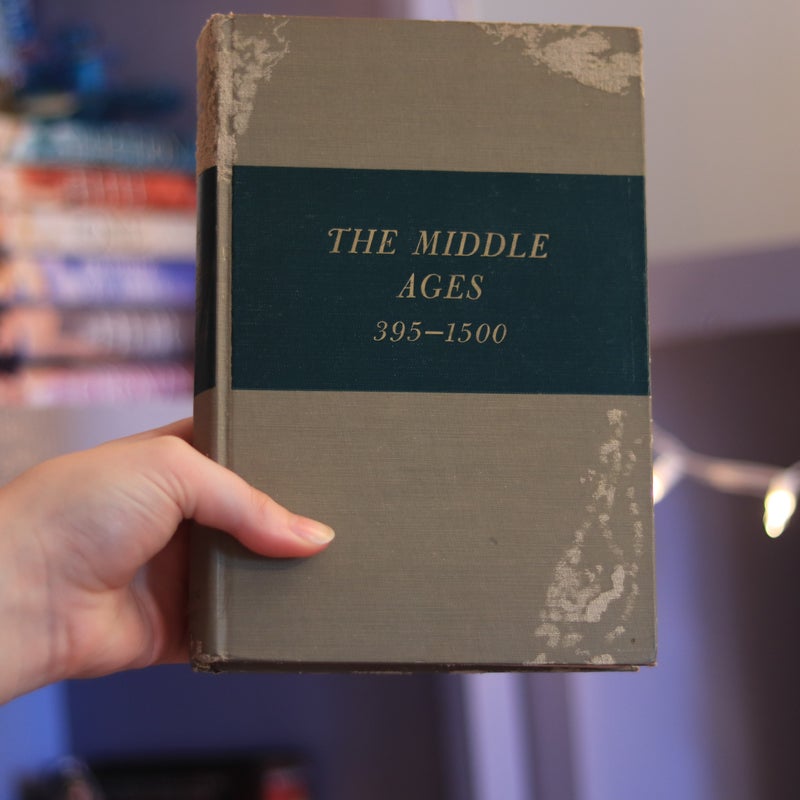 THE MIDDLE
AGES
395–1500